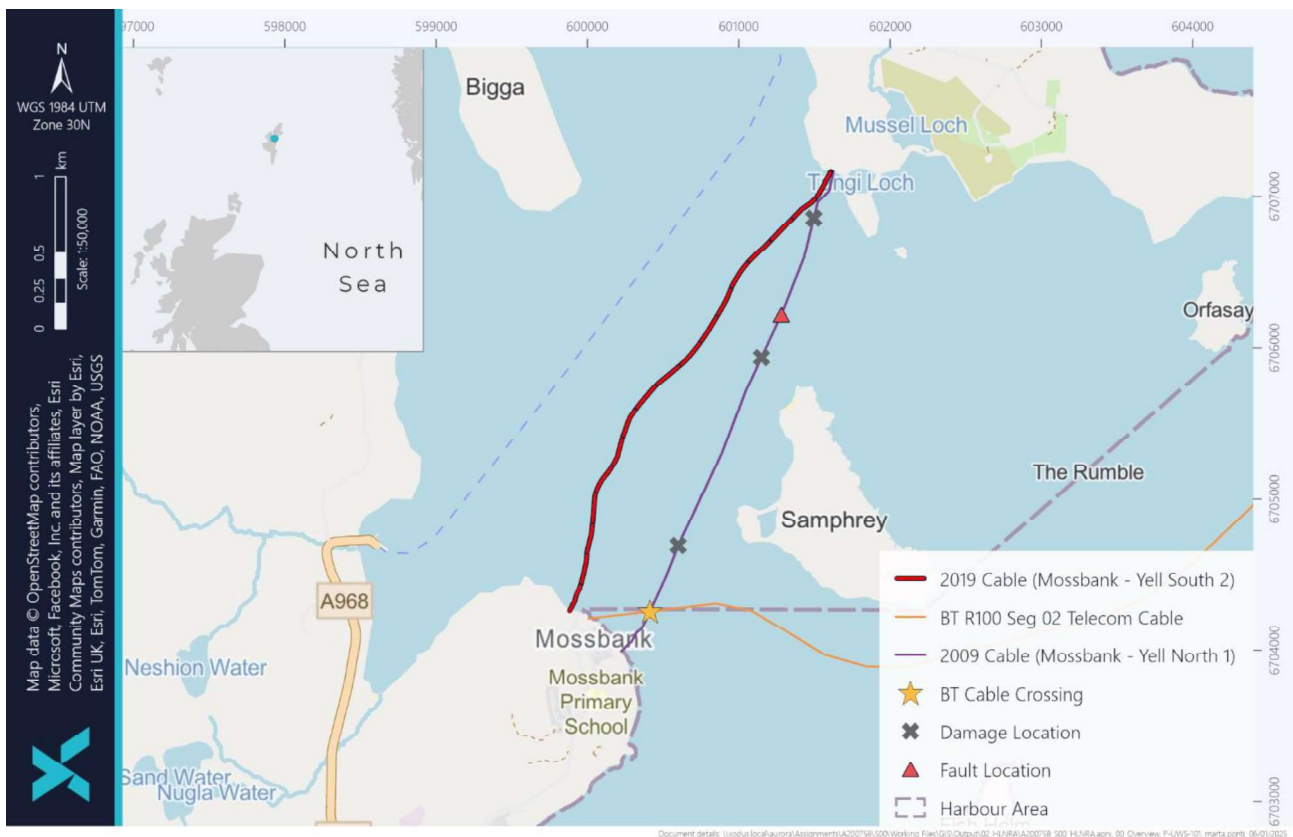 97000
598000
599000
600000
601000
602000
603000
604000
N
WGS 1984 UTM
Zone 30N
km
1
0.5
0.25
0
Scale: 1:50,000
Map data © OpenStreetMap contributors,
Microsoft, Facebook, Inc. and its affiliates, Esri
Community Maps contributors, Map layer by Esri,
Esri UK, Esri, TomTom, Garmin, FAO, NOAA, USGS
North
Sea
Bigga
Mussel Loch
Tangi Loch
6707000
Orfasay
6706000
The Rumble
Samphrey
6705000
A968
Mossbank
Mossbank
Primary
School
Neshion Water
Sand Water
Nugla Water
6704000
6703000
2019 Cable (Mossbank - Yell South 2)
BT R100 Seg 02 Telecom Cable
2009 Cable (Mossbank - Yell North 1)
BT Cable Crossing
Damage Location
Fault Location
Harbour Area